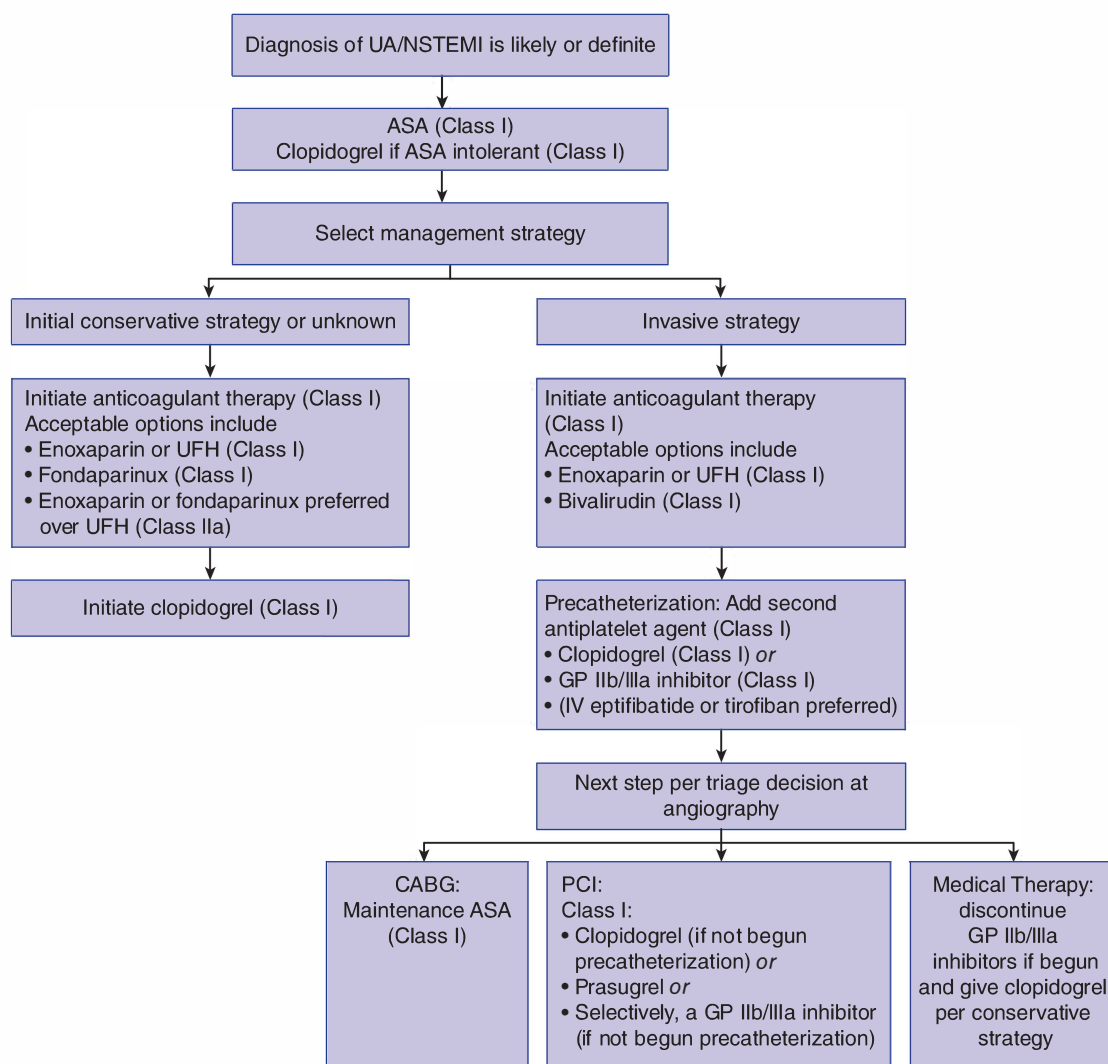 Diagnosis of UA/NSTEMI is likely or definite
ASA (Class I)
Clopidogrel if ASA intolerant (Class I)
Select management strategy
Initial conservative strategy or unknown
Invasive strategy
Initiate anticoagulant therapy (Class I)
Acceptable options include
• Enoxaparin or UFH (Class I)
• Fondaparinux (Class I)
• Enoxaparin or fondaparinux preferred
over UFH (Class IIa)
Initiate anticoagulant therapy
(Class I)
Acceptable options include
• Enoxaparin or UFH (Class I)
• Bivalirudin (Class I)
Initiate clopidogrel (Class I)
Precatheterization: Add second
antiplatelet agent (Class I)
• Clopidogrel (Class I) or
• GP IIb/IIIa inhibitor (Class I)
• (IV eptifibatide or tirofiban preferred)
Next step per triage decision at
angiography
CABG:
Maintenance ASA
(Class I)
PCI:
Class I:
• Clopidogrel (if not begun
precatheterization) or
• Prasugrel or
• Selectively, a GP IIb/IIIa inhibitor
(if not begun precatheterization)
Medical Therapy:
discontinue
GP IIb/IIIa
inhibitors if begun
and give clopidogrel
per conservative
strategy